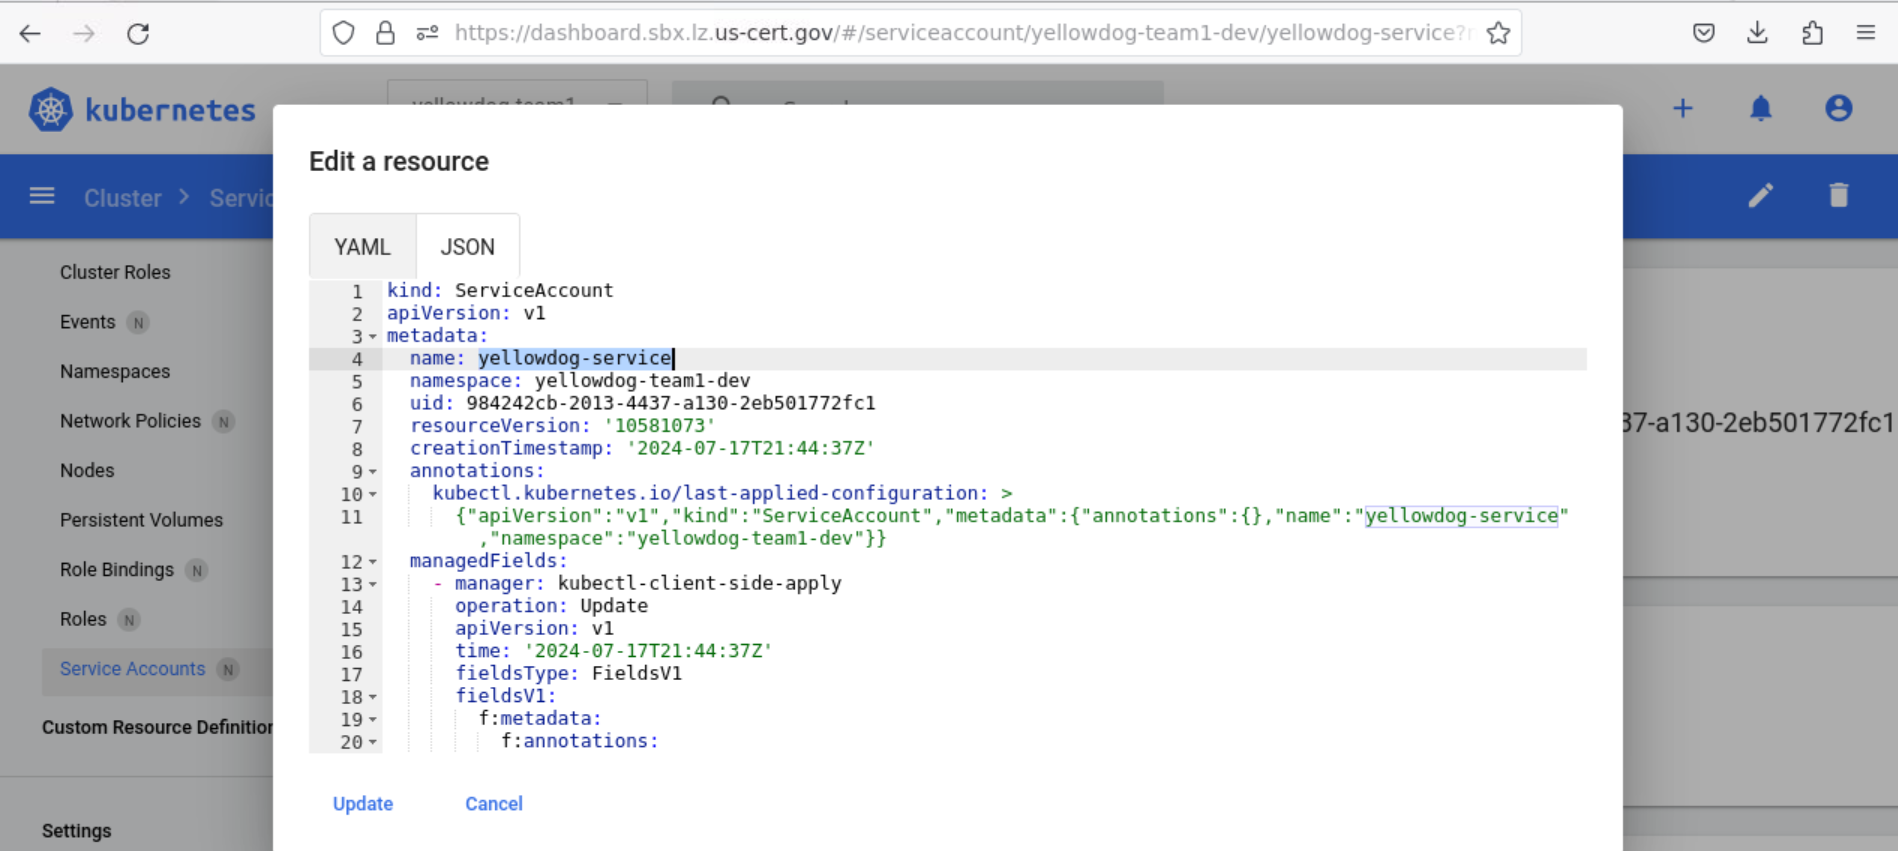 https://dashboard.sbx.lz.us-cert.gov/#/serviceaccount/yellowdog-team1-dev/yellowdog-service?
kubernetes
yellowdog-team1
Search
Edit a resource
Cluster > Servic
YAML JSON
Cluster Roles
Events N
Namespaces
Network Policies N
Nodes
Persistent Volumes
Role Bindings N
Roles N
Service Accounts N
Custom Resource Definition
Settings
1 kind: ServiceAccount
2 apiVersion: v1
3 metadata:
4 name: yellowdog-service
5 namespace: yellowdog-team1-dev
6 uid: 984242cb-2013-4437-a130-2eb501772fc1
7 resourceVersion: '10581073'
8 creationTimestamp: '2024-07-17T21:44:37Z'
9 annotations:
10 kubectl.kubernetes.io/last-applied-configuration: >
11 {"apiVersion":"v1","kind":"ServiceAccount","metadata":{"annotations":{},"name":"yellowdog-service"
,"namespace":"yellowdog-team1-dev"}}
12 managedFields:
13 - manager: kubectl-client-side-apply
14 operation: Update
15 apiVersion: v1
16 time: '2024-07-17T21:44:37Z'
17 fieldsType: FieldsV1
18 fieldsV1:
19 f:metadata:
20 f:annotations:
37-a130-2eb501772fc1
Update Cancel